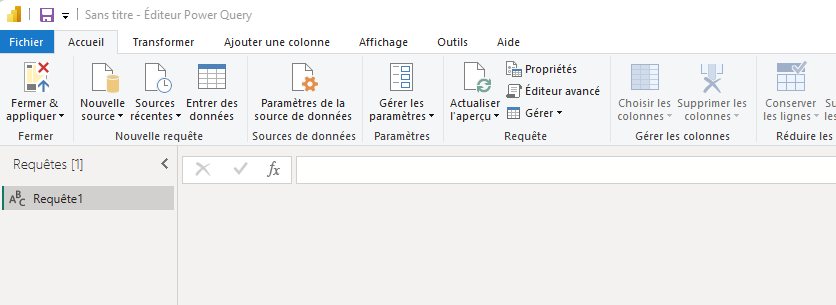 Sans titre - Éditeur Power Query
Fichier Accueil Transformer Ajouter une colonne Affichage Outils Aide
Fermer & appliquer
Nouvelle source
Sources récentes
Entrer des données
Paramètres de la source de données
Gérer les paramètres
Actualiser l'aperçu
Propriétés
Éditeur avancé
Gérer
Choisir les colonnes
Supprimer les colonnes
Conserver les lignes
Fermer
Nouvelle requête
Sources de données
Paramètres
Requête
Gérer les colonnes
Réduire les
Requêtes [1]
fx
ABC Requête1